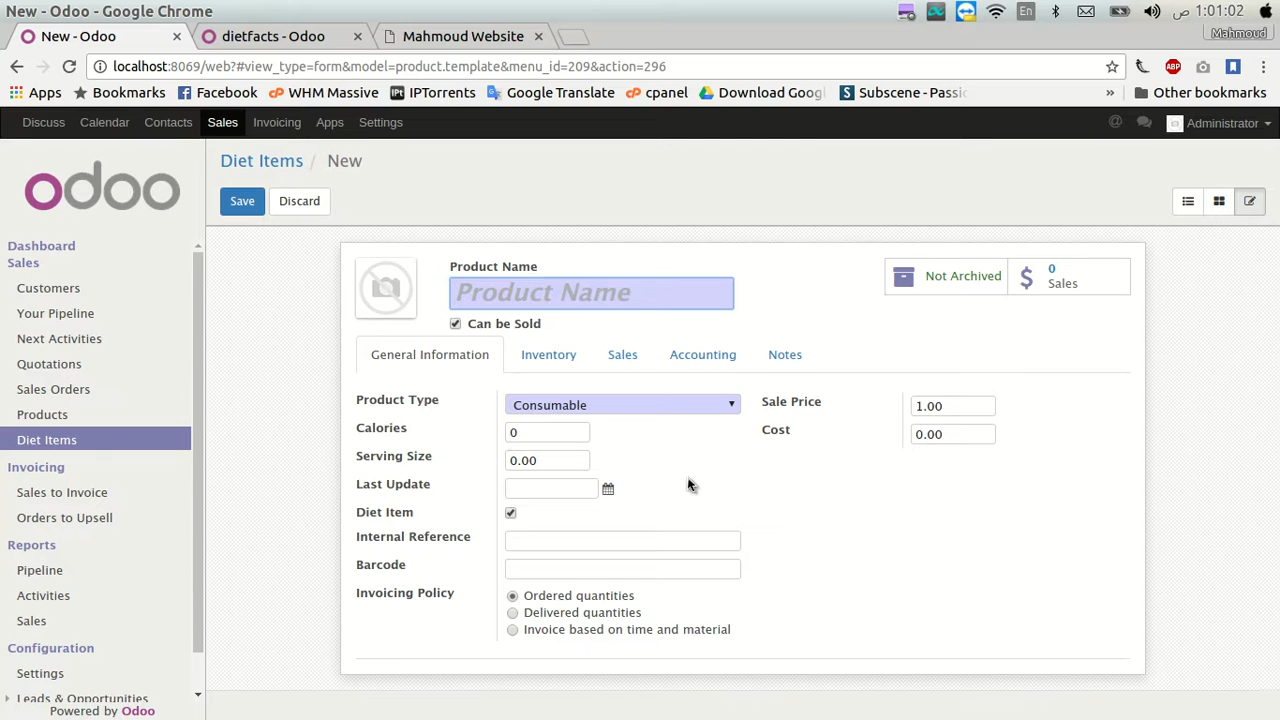 New - Odoo - Google Chrome
En
1:01:02 ص
New - Odoo
dietfacts - Odoo
Mahmoud Website
Mahmoud
localhost:8069/web?#view_type=form&model=product.template&menu_id=209&action=296
ABP
Apps
Bookmarks
Facebook
WHM Massive
IPTorrents
Google Translate
cpanel
Download Goog
Subscene - Passic
»
Other bookmarks
Discuss
Calendar
Contacts
Sales
Invoicing
Apps
Settings
@
Administrator
odoo
Diet Items / New
Save
Discard
Dashboard
Sales
Customers
Your Pipeline
Next Activities
Quotations
Sales Orders
Products
Diet Items
Invoicing
Sales to Invoice
Orders to Upsell
Reports
Pipeline
Activities
Sales
Configuration
Settings
Leads & Opportunities
Powered by Odoo
Product Name
Product Name
Can be Sold
Not Archived
$
0
Sales
General Information
Inventory
Sales
Accounting
Notes
Product Type
Consumable
Calories
0
Serving Size
0.00
Last Update
Diet Item
Internal Reference
Barcode
Invoicing Policy
Ordered quantities
Delivered quantities
Invoice based on time and material
Sale Price
1.00
Cost
0.00